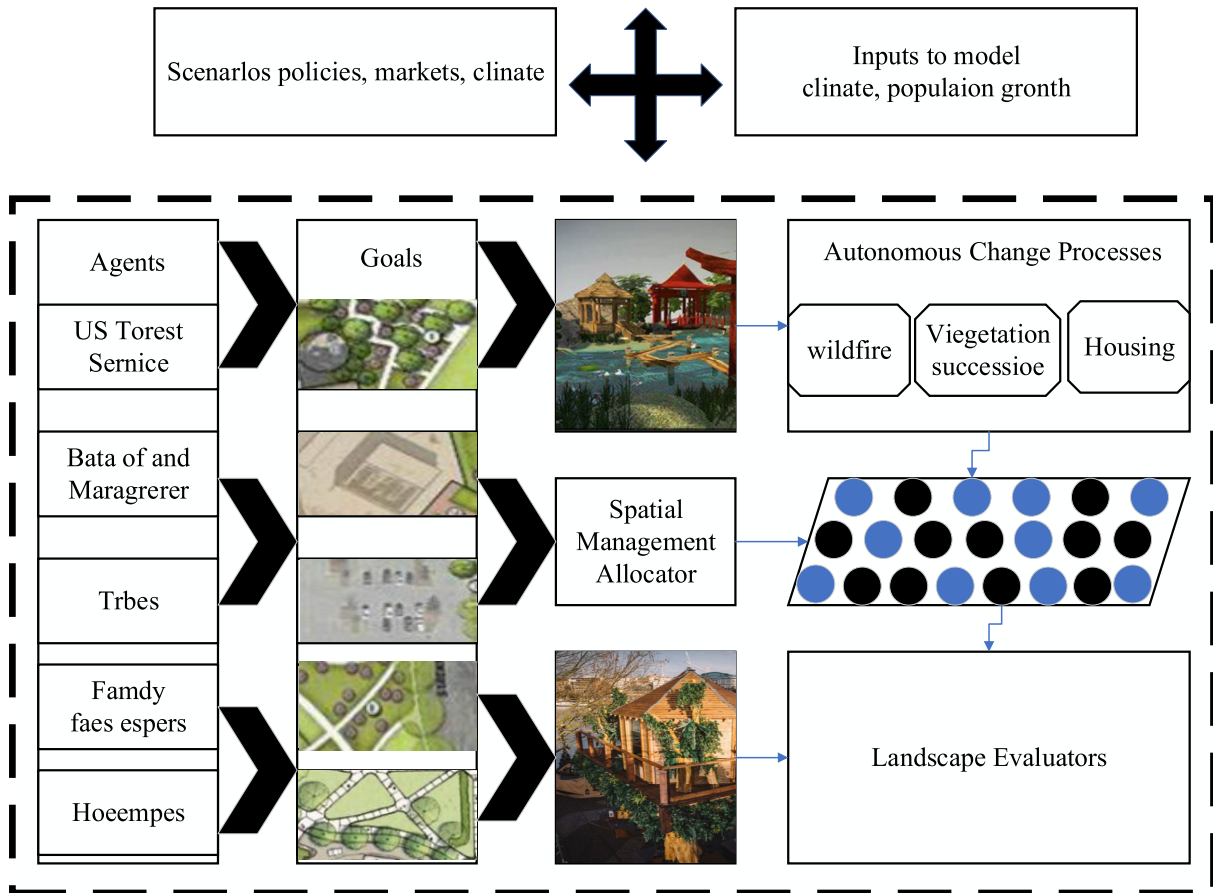 Scenarlos policies, markets, clinate
Inputs to model
clinate, populaion gronth
Agents
US Torest
Sernice
Bata of and
Maragrerer
Trbes
Famdy
faes espers
Hoeempes
Goals
Spatial
Management
Allocator
Autonomous Change Processes
wildfire
Viegetation
successioe
Housing
Landscape Evaluators